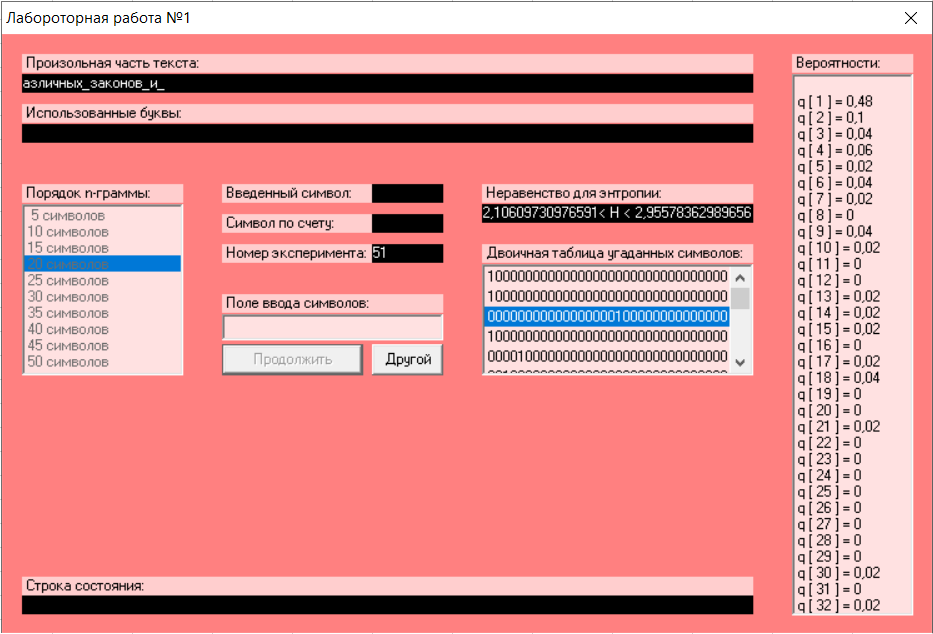 Лабороторная работа №1
Произольная часть текста:
азличных_законов_и_
Использованные буквы:
Порядок n-граммы:
5 символов
10 символов
15 символов
20 символов
25 символов
30 символов
35 символов
40 символов
45 символов
50 символов
Введенный символ:
Символ по счету:
Номер эксперимента: 51
Поле ввода символов:
Продолжить
Другой
Неравенство для энтропии:
2,10609730976591< H < 2,95578362989656
Двоичная таблица угаданных символов:
10000000000000000000000000000000
10000000000000000000000000000000
00000000000000000100000000000000
10000000000000000000000000000000
00001000000000000000000000000000
Строка состояния:
Вероятности:
q [ 1 ] = 0,48
q [ 2 ] = 0,1
q [ 3 ] = 0,04
q [ 4 ] = 0,06
q [ 5 ] = 0,02
q [ 6 ] = 0,04
q [ 7 ] = 0,02
q [ 8 ] = 0
q [ 9 ] = 0,04
q [ 10 ] = 0,02
q [ 11 ] = 0
q [ 12 ] = 0
q [ 13 ] = 0,02
q [ 14 ] = 0,02
q [ 15 ] = 0,02
q [ 16 ] = 0
q [ 17 ] = 0,02
q [ 18 ] = 0,04
q [ 19 ] = 0
q [ 20 ] = 0
q [ 21 ] = 0,02
q [ 22 ] = 0
q [ 23 ] = 0
q [ 24 ] = 0
q [ 25 ] = 0
q [ 26 ] = 0
q [ 27 ] = 0
q [ 28 ] = 0
q [ 29 ] = 0
q [ 30 ] = 0,02
q [ 31 ] = 0
q [ 32 ] = 0,02